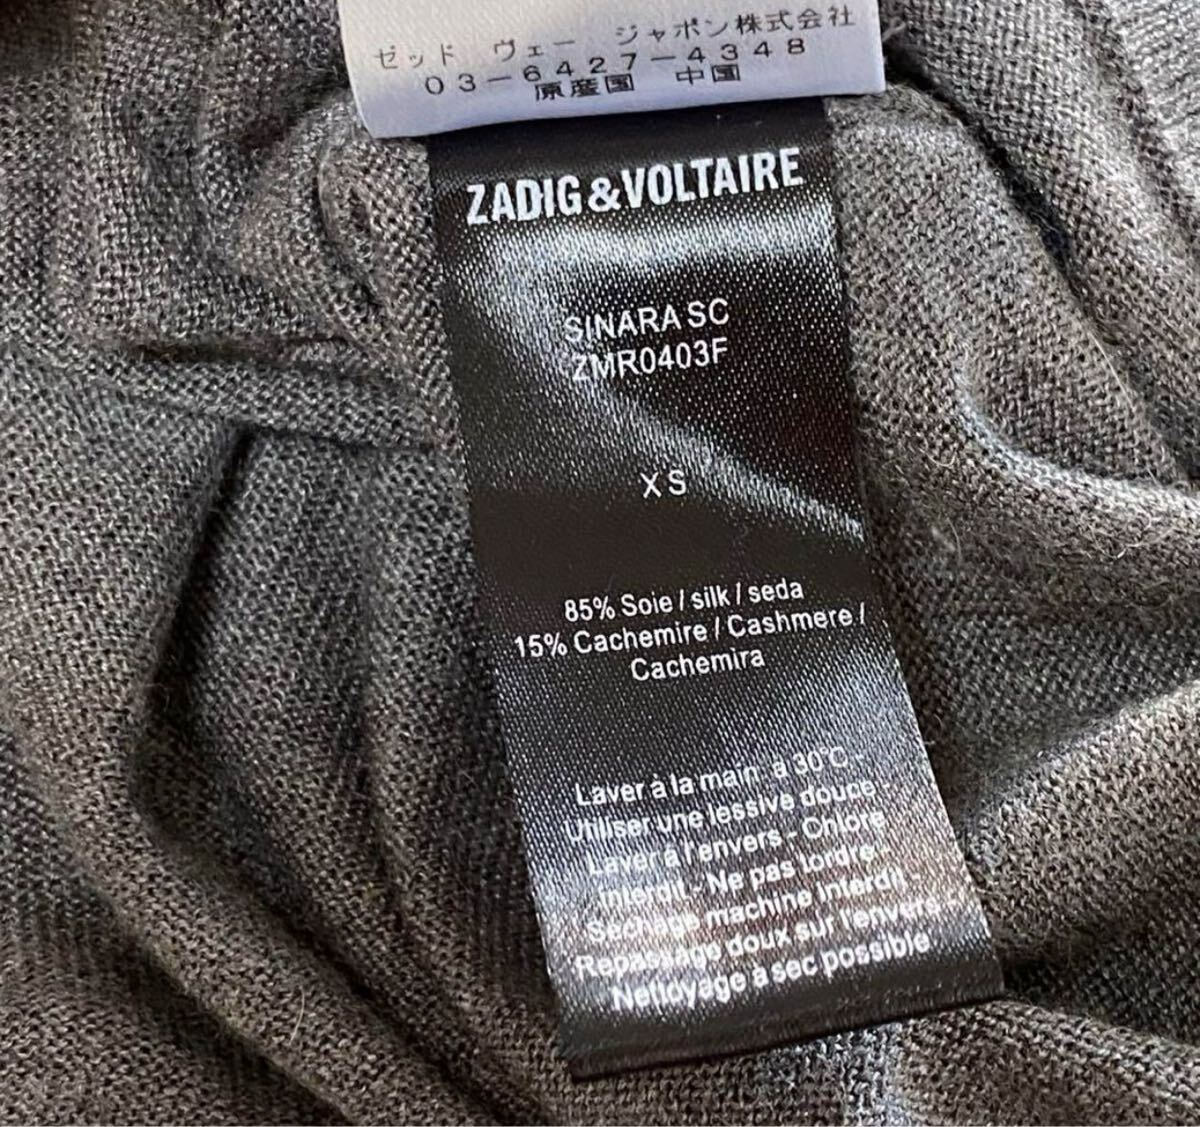 ゼッド ヴェー ジャポン株式会社
03-6427-4348
原産国 中国
ZADIG&VOLTAIRE
SINARA SC
ZMR0403F
XS
85% Soie / silk / seda
15% Cachemire / Cashmere /
Cachemira
Laver à la main à 30°C -
Utiliser une lessive douce -
Laver à l'envers - Chlore
interdit - Ne pas tordre -
Séchage machine interdit -
Repassage doux sur l'envers
Nettoyage à sec possible